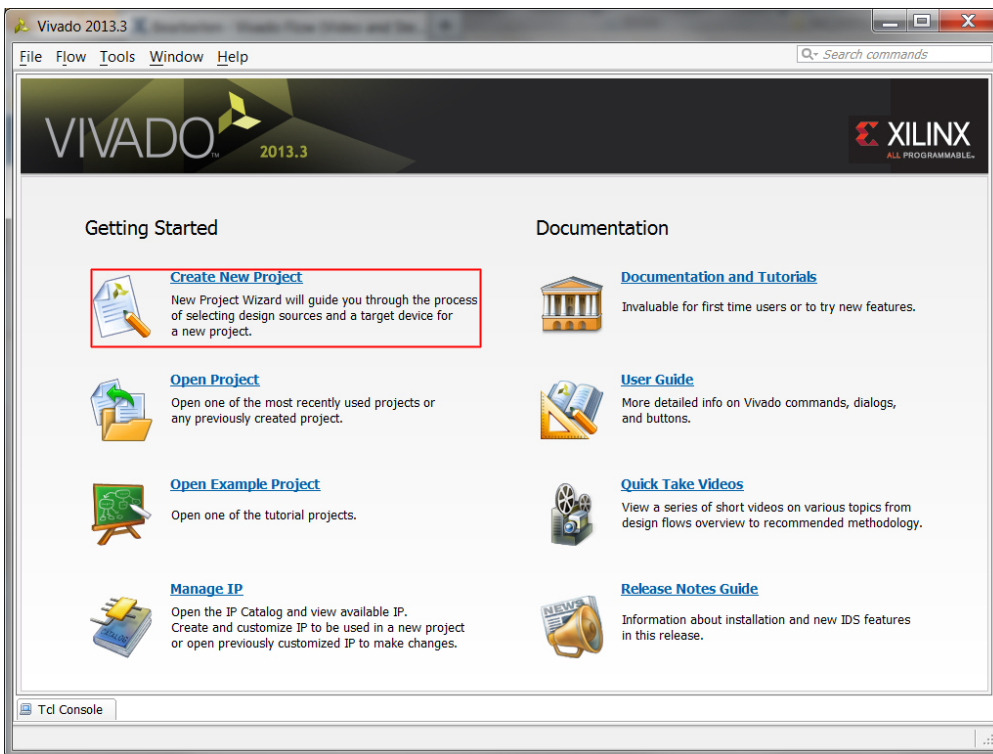 Vivado 2013.3
File Flow Tools Window Help
Search commands
VIVADO™ 2013.3
XILINX
ALL PROGRAMMABLE.
Getting Started
Create New Project
New Project Wizard will guide you through the process
of selecting design sources and a target device for
a new project.
Open Project
Open one of the most recently used projects or
any previously created project.
Open Example Project
Open one of the tutorial projects.
Manage IP
Open the IP Catalog and view available IP.
Create and customize IP to be used in a new project
or open previously customized IP to make changes.
Documentation
Documentation and Tutorials
Invaluable for first time users or to try new features.
User Guide
More detailed info on Vivado commands, dialogs,
and buttons.
Quick Take Videos
View a series of short videos on various topics from
design flows overview to recommended methodology.
NEWS
Release Notes Guide
Information about installation and new IDS features
in this release.
CATALOG
Tcl Console